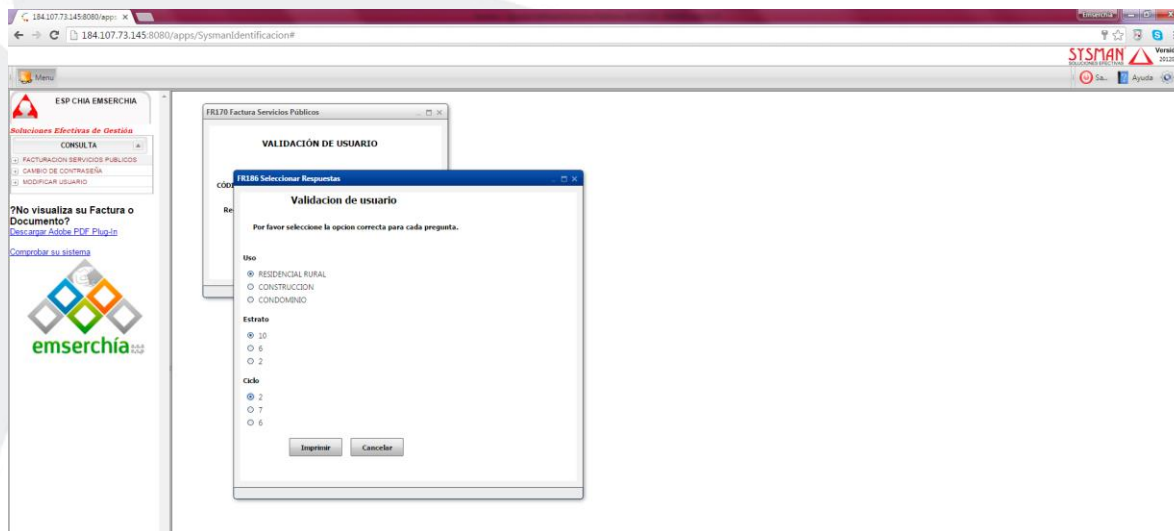 184.107.73.145:8080/apps
Emserchia
184.107.73.145:8080/apps/SysmanIdentificacion#
SYSMAN
SOLUCIONES EFECTIVAS
Menu
Sa...
Ayuda
ESP CHIA EMSERCHIA
Soluciones Efectivas de Gestión
CONSULTA
FACTURACION SERVICIOS PUBLICOS
CAMBIO DE CONTRASEÑA
MODIFICAR USUARIO
?No visualiza su Factura o
Documento?
Descargar Adobe PDF Plug-In
Comprobar su sistema
emserchía
FR170 Factura Servicios Públicos
VALIDACIÓN DE USUARIO
FR186 Seleccionar Respuestas
Validacion de usuario
Por favor seleccione la opcion correcta para cada pregunta.
Uso
RESIDENCIAL RURAL
CONSTRUCCION
CONDOMINIO
Estrato
10
6
2
Ciclo
2
7
6
Imprimir
Cancelar